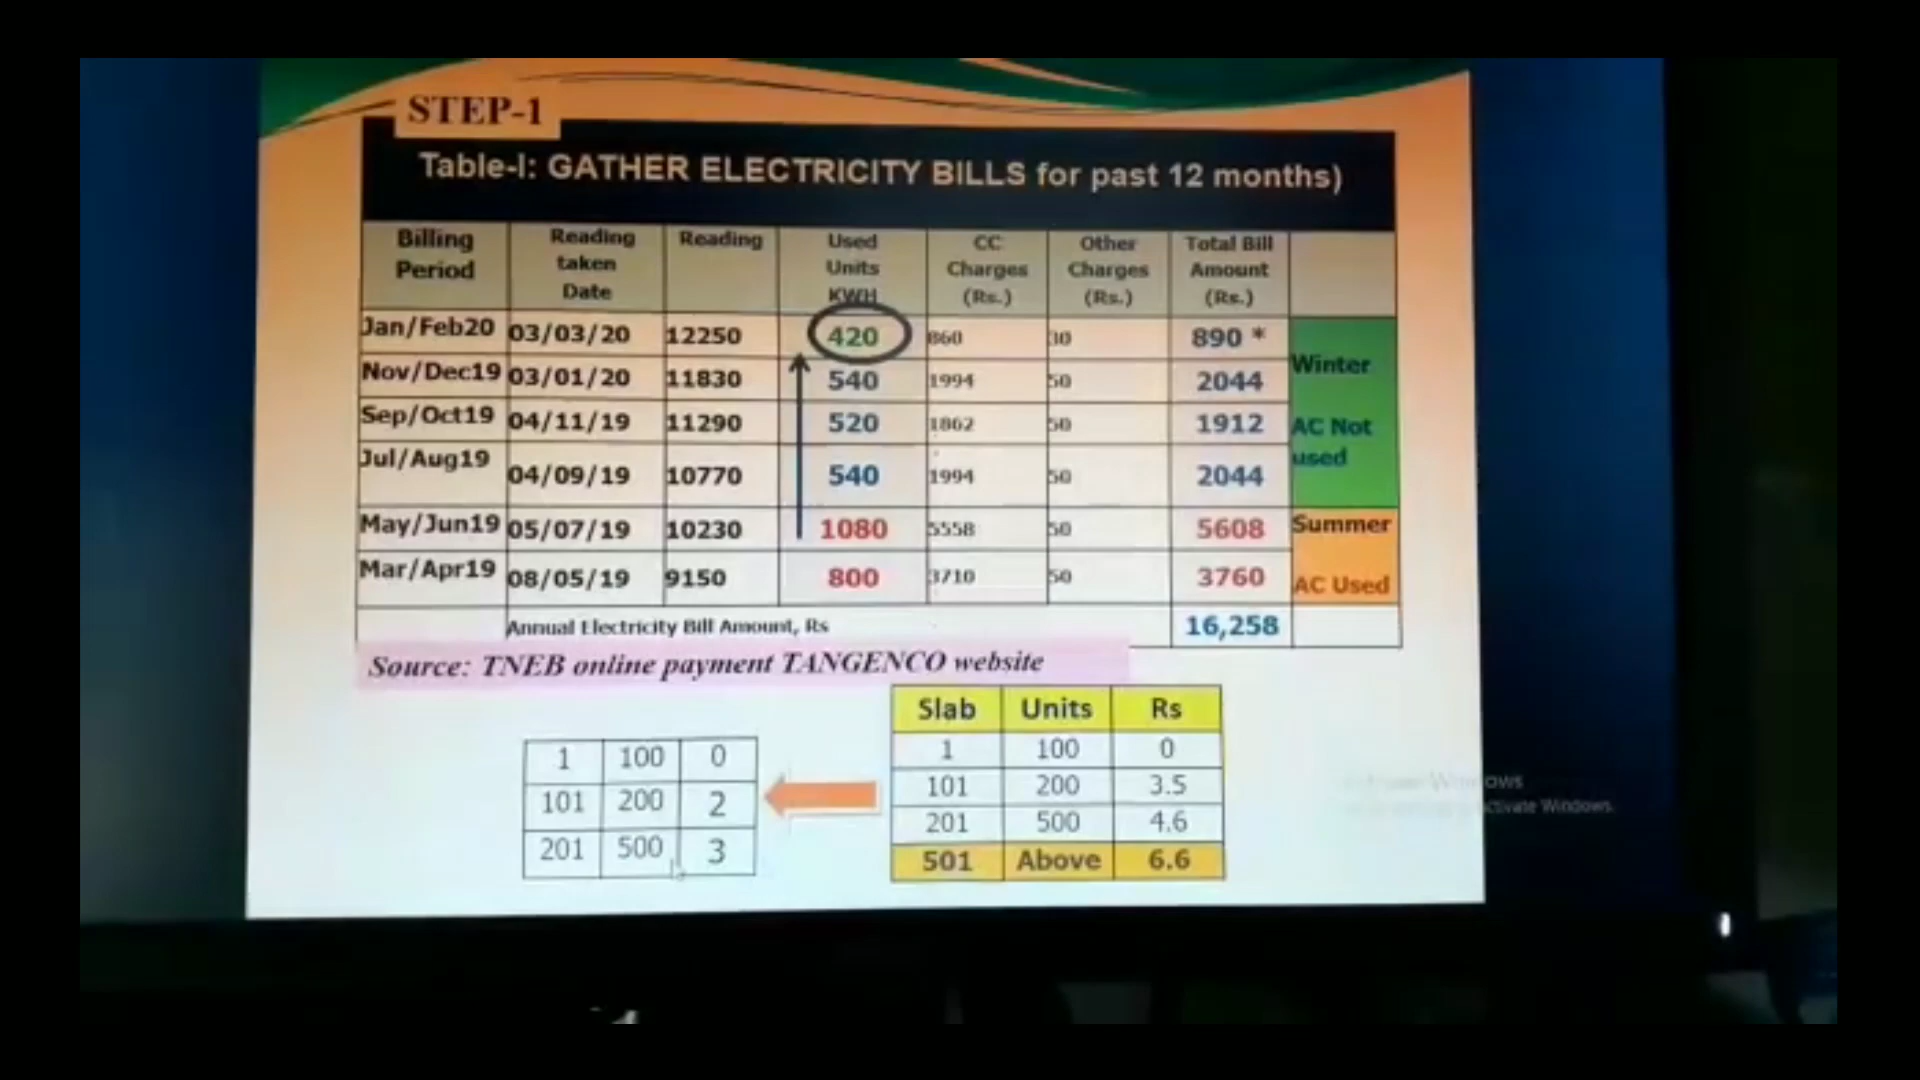 STEP-1
Table-I: GATHER ELECTRICITY BILLS for past 12 months)
Billing Period Reading taken Date Reading Used Units KWH CC Charges (Rs.) Other Charges (Rs.) Total Bill Amount (Rs.)
Jan/Feb20 03/03/20 12250 420 860 30 890 *
Nov/Dec19 03/01/20 11830 540 1994 50 2044
Winter
Sep/Oct19 04/11/19 11290 520 1862 50 1912
AC Not used
Jul/Aug19 04/09/19 10770 540 1994 50 2044
May/Jun19 05/07/19 10230 1080 5558 50 5608 Summer
Mar/Apr19 08/05/19 9150 800 3710 50 3760 AC Used
Annual Electricity Bill Amount, Rs 16,258
Source: TNEB online payment TANGENCO website
1 100 0
101 200 2
201 500 3
Slab Units Rs
1 100 0
101 200 3.5
201 500 4.6
501 Above 6.6
Windows.